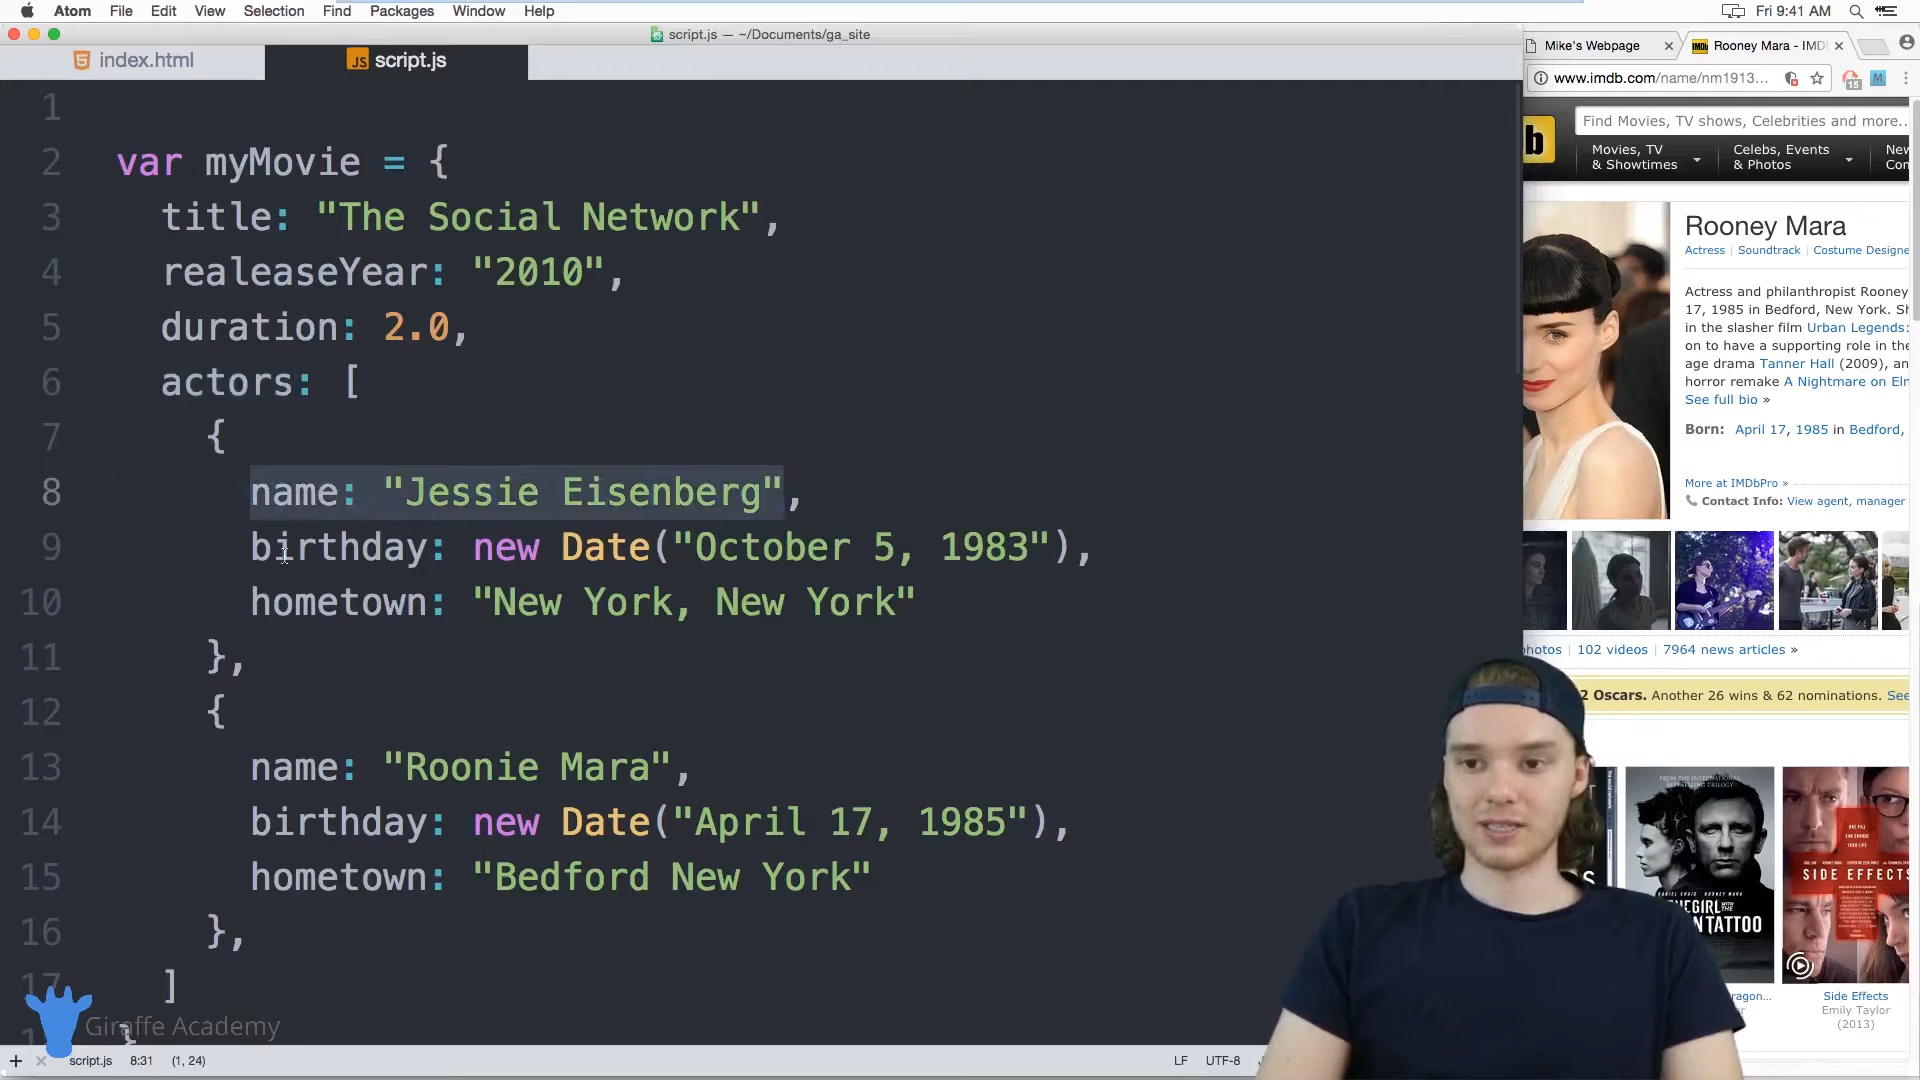 Atom File Edit View Selection Find Packages Window Help
Fri 9:41 AM
script.js — ~/Documents/ga_site
index.html
script.js
Mike's Webpage
Rooney Mara - IMD
www.imdb.com/name/nm1913...
15
M
1
2 var myMovie = {
3 title: "The Social Network",
4 realeaseYear: "2010",
5 duration: 2.0,
6 actors: [
7 {
8 name: "Jessie Eisenberg",
9 birthday: new Date("October 5, 1983"),
10 hometown: "New York, New York"
11 },
12 {
13 name: "Roonie Mara",
14 birthday: new Date("April 17, 1985"),
15 hometown: "Bedford New York"
16 },
17 ]
}
Giraffe Academy
script.js 8:31 (1, 24)
LF UTF-8
b
Find Movies, TV shows, Celebrities and more...
Movies, TV
& Showtimes
Celebs, Events
& Photos
Rooney Mara
Actress | Soundtrack | Costume Designe
Actress and philanthropist Rooney
17, 1985 in Bedford, New York. Sh
in the slasher film Urban Legends:
on to have a supporting role in the
age drama Tanner Hall (2009), an
horror remake A Nightmare on Elm
See full bio »
Born: April 17, 1985 in Bedford,
More at IMDbPro »
Contact Info: View agent, manager
photos | 102 videos | 7964 news articles »
2 Oscars. Another 26 wins & 62 nominations. See
THE GIRL WITH THE
TATTOO
SIDE EFFECTS
Side Effects
Emily Taylor
(2013)